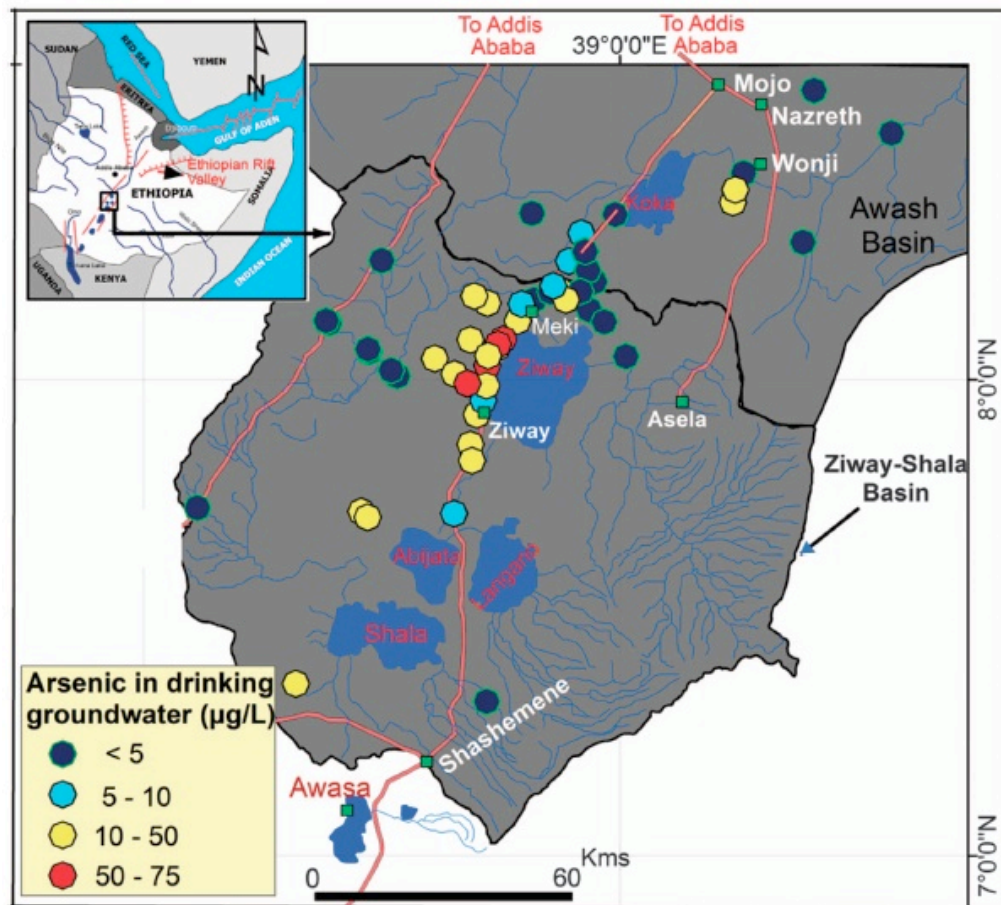 To Addis
Ababa
39°0'0"E
To Addis
Ababa
SUDAN
RED SEA
YEMEN
N
ERITREA
Djibouti
GULF OF ADEN
Ethiopian Rift
Valley
ETHIOPIA
SOMALIA
INDIAN OCEAN
UGANDA
KENYA
Mojo
Nazreth
Wonji
Koka
Awash
Basin
Meki
Ziway
8°0'0"N
Asela
Ziway
Ziway-Shala
Basin
Abijata
Langano
Shala
Shashemene
Awasa
Arsenic in drinking
groundwater (µg/L)
< 5
5 - 10
10 - 50
50 - 75
Kms
0
60
7°0'0"N